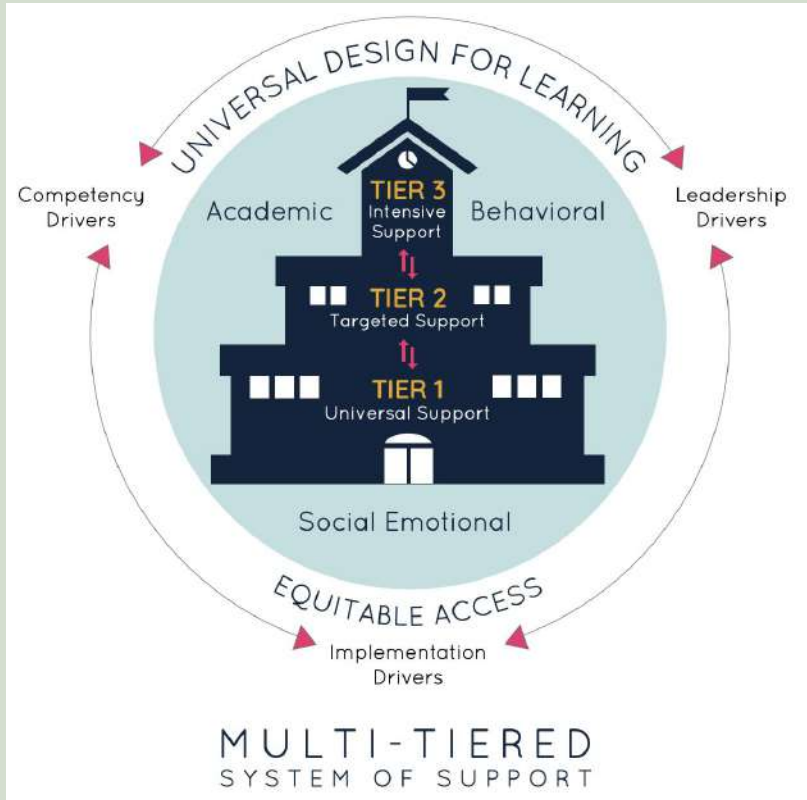 UNIVERSAL DESIGN FOR LEARNING
Competency
Drivers
Leadership
Drivers
Academic
Behavioral
TIER 3
Intensive
Support
TIER 2
Targeted Support
TIER 1
Universal Support
Social Emotional
EQUITABLE ACCESS
Implementation
Drivers
MULTI-TIERED
SYSTEM OF SUPPORT